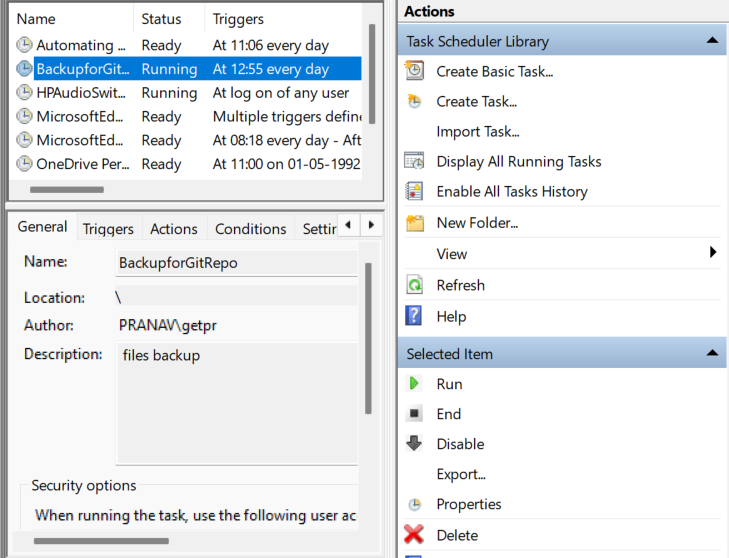 Name Status Triggers
Automating ... Ready At 11:06 every day
BackupforGit... Running At 12:55 every day
HPAudioSwit... Running At log on of any user
MicrosoftEd... Ready Multiple triggers define
MicrosoftEd... Ready At 08:18 every day - Aft
OneDrive Per... Ready At 11:00 on 01-05-1992
General Triggers Actions Conditions Settin
Name: BackupforGitRepo
Location: \
Author: PRANAV\getpr
Description: files backup
Security options
When running the task, use the following user ac
Actions
Task Scheduler Library
Create Basic Task...
Create Task...
Import Task...
Display All Running Tasks
Enable All Tasks History
New Folder...
View
Refresh
Help
Selected Item
Run
End
Disable
Export...
Properties
Delete